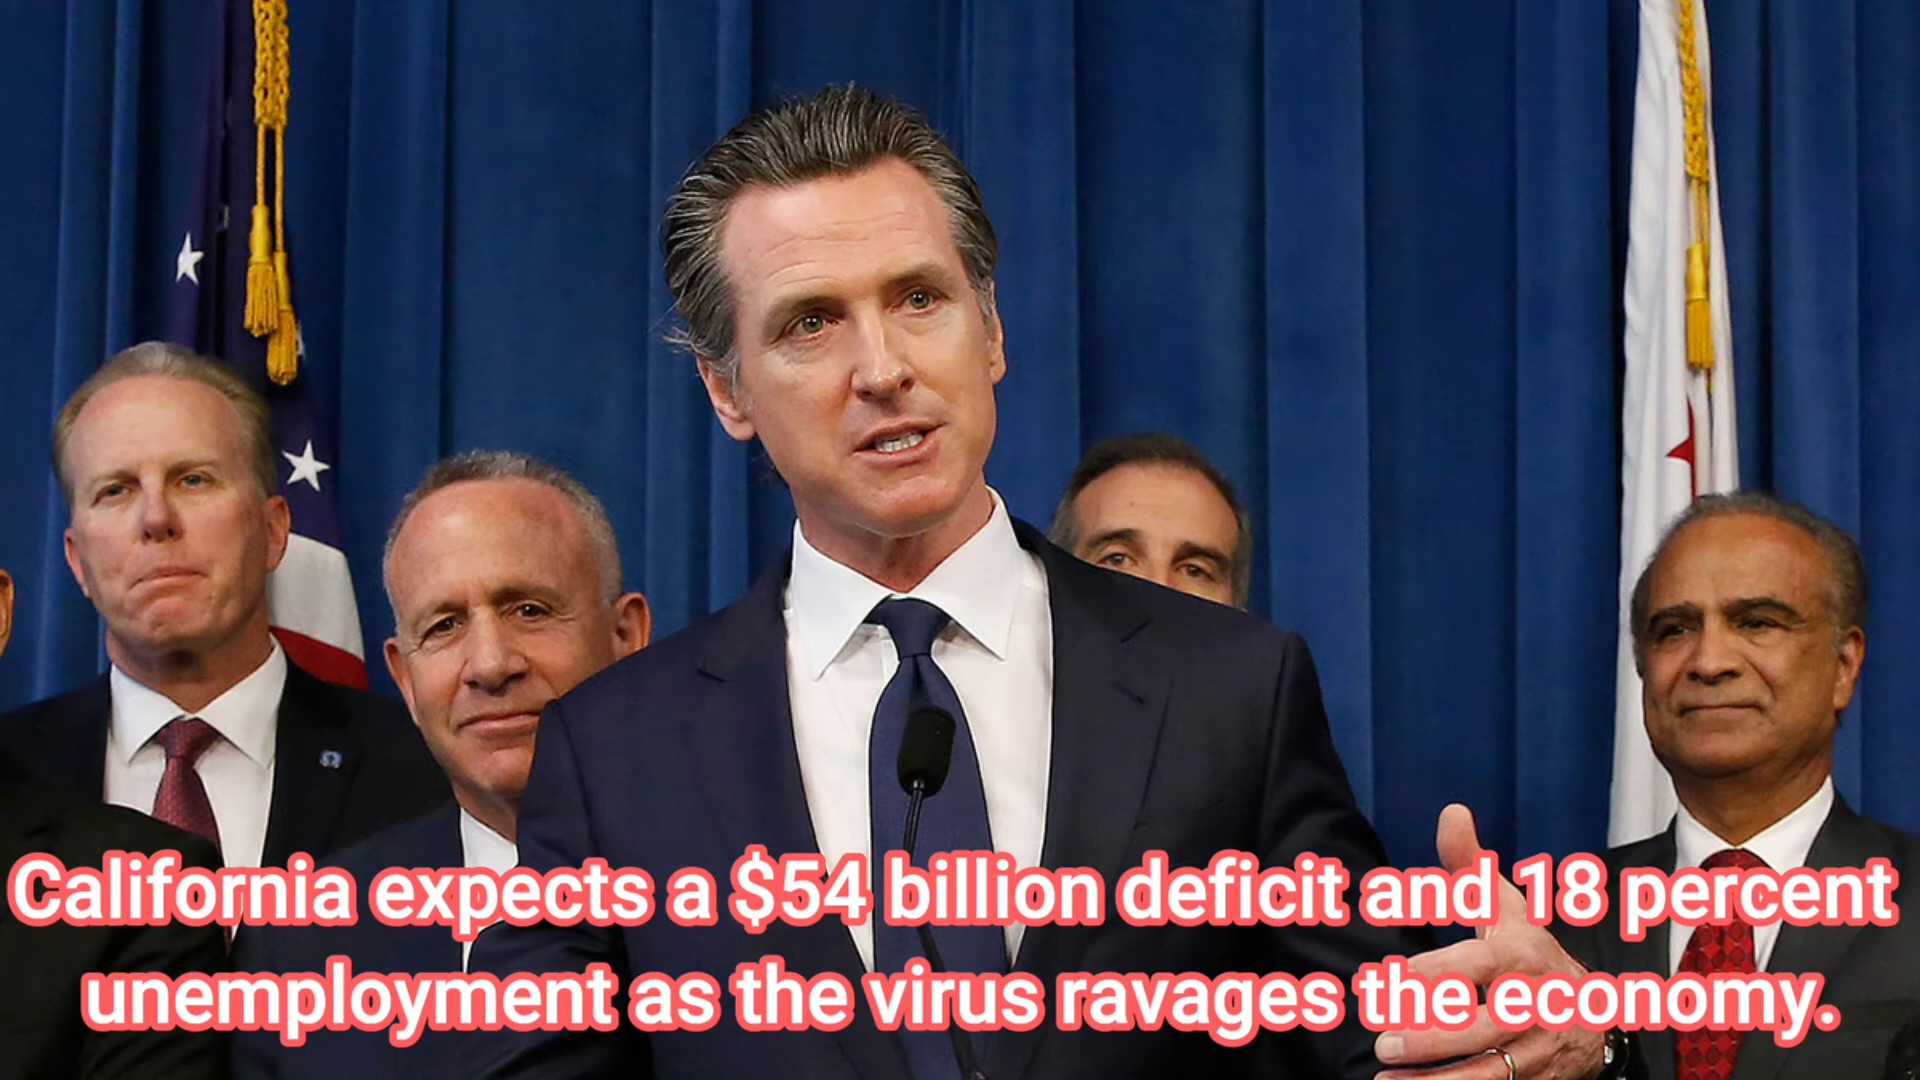 California expects a $54 billion deficit and 18 percent
unemployment as the virus ravages the economy.